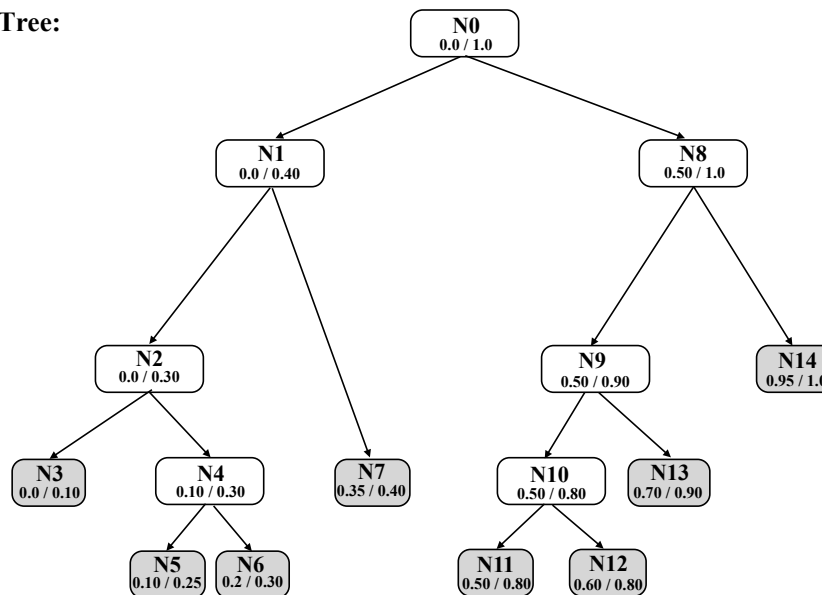 Tree:
N0
0.0 / 1.0
N1
0.0 / 0.40
N8
0.50 / 1.0
N2
0.0 / 0.30
N9
0.50 / 0.90
N14
0.95 / 1.0
N3
0.0 / 0.10
N4
0.10 / 0.30
N7
0.35 / 0.40
N10
0.50 / 0.80
N13
0.70 / 0.90
N5
0.10 / 0.25
N6
0.2 / 0.30
N11
0.50 / 0.80
N12
0.60 / 0.80